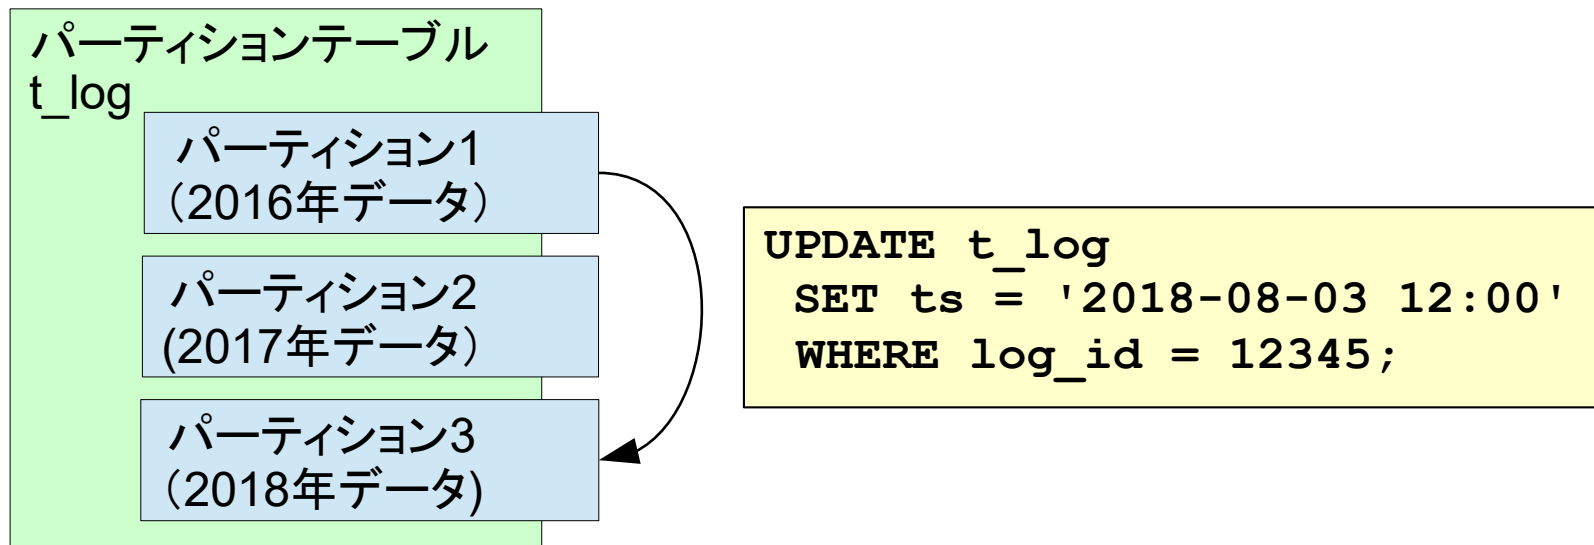 パーティションテーブル
t_log
パーティション1
（2016年データ）
パーティション2
(2017年データ）
パーティション3
（2018年データ)
UPDATE t_log
SET ts = '2018-08-03 12:00'
WHERE log_id = 12345;